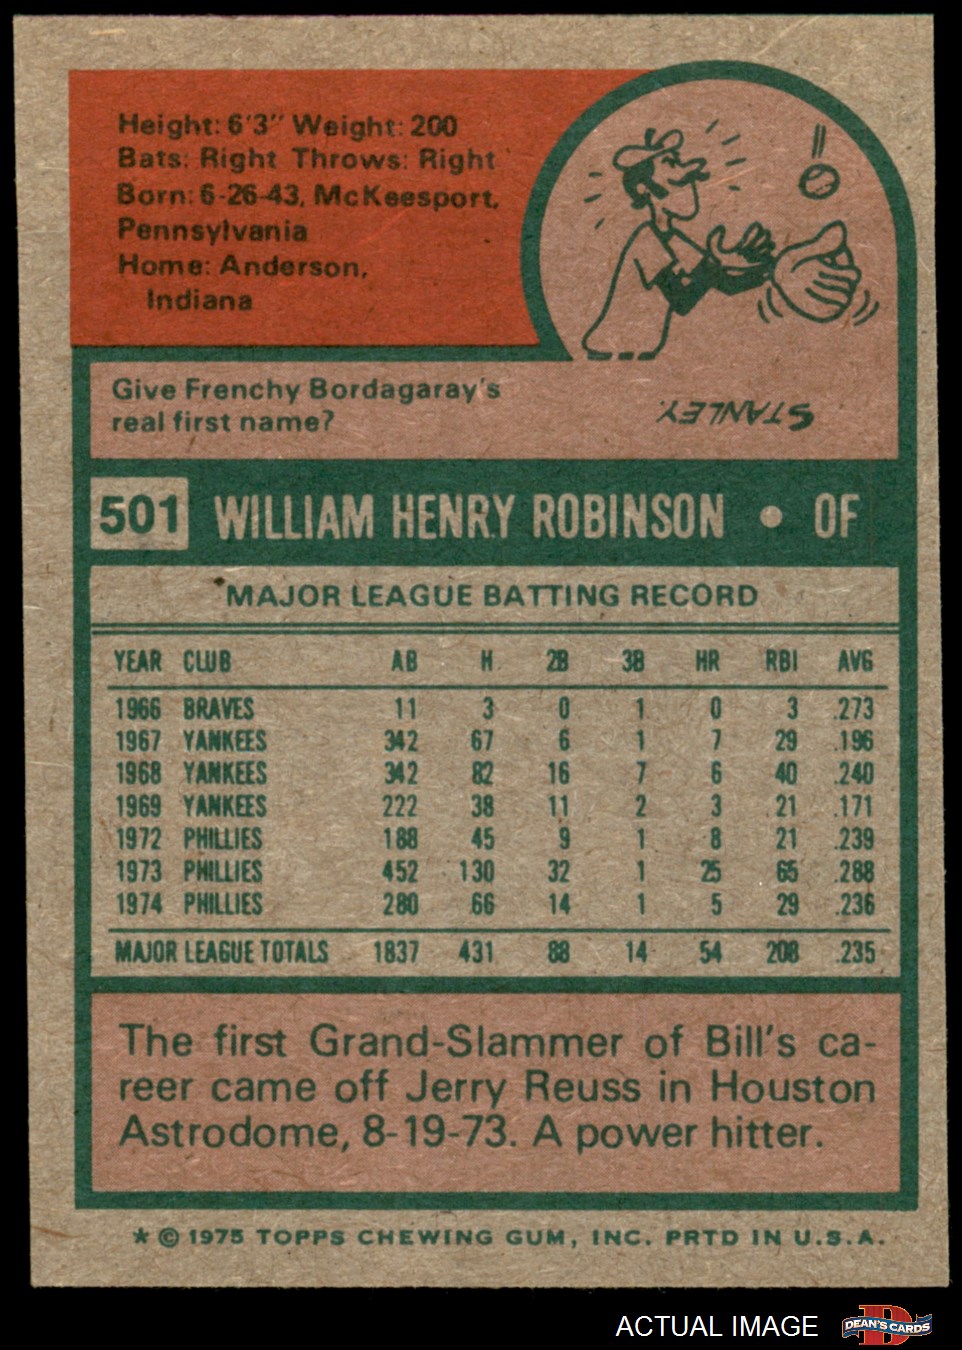 Height: 6'3" Weight: 200
Bats: Right Throws: Right
Born: 6-26-43, McKeesport,
Pennsylvania
Home: Anderson,
Indiana
Give Frenchy Bordagaray's
real first name?
STANLEY.
501 WILLIAM HENRY ROBINSON • OF
MAJOR LEAGUE BATTING RECORD
YEAR CLUB AB H 2B 3B HR RBI AVG
1966 BRAVES 11 3 0 1 0 3 .273
1967 YANKEES 342 67 6 1 7 29 .196
1968 YANKEES 342 82 16 7 6 40 .240
1969 YANKEES 222 38 11 2 3 21 .171
1972 PHILLIES 188 45 9 1 8 21 .239
1973 PHILLIES 452 130 32 1 25 65 .288
1974 PHILLIES 280 66 14 1 5 29 .236
MAJOR LEAGUE TOTALS 1837 431 88 14 54 208 .235
The first Grand-Slammer of Bill's ca-
reer came off Jerry Reuss in Houston
Astrodome, 8-19-73. A power hitter.
* © 1975 TOPPS CHEWING GUM, INC. PRTD IN U.S.A.
ACTUAL IMAGE
D
DEAN'S CARDS